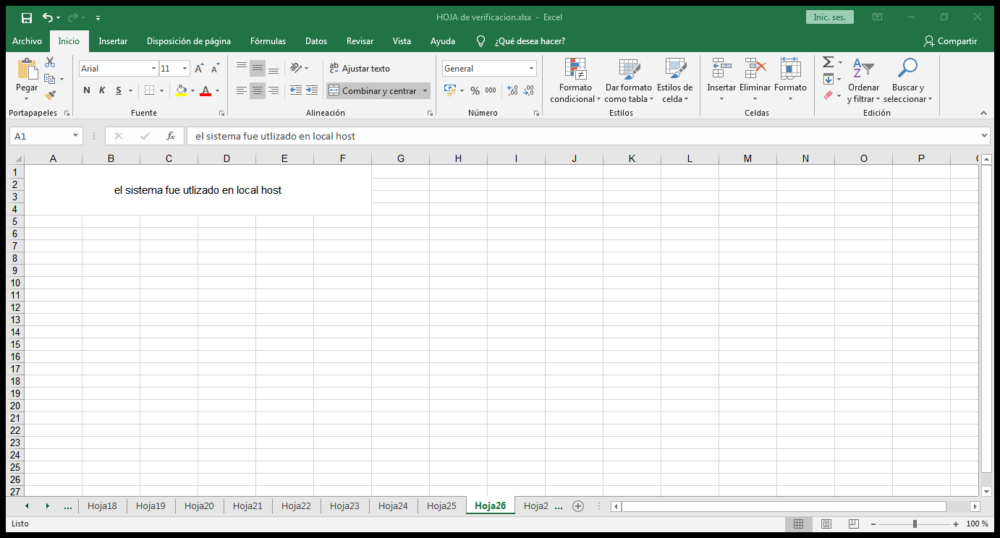 HOJA de verificacion.xlsx - Excel
Inic. ses.
Archivo Inicio Insertar Disposición de página Fórmulas Datos Revisar Vista Ayuda ¿Qué desea hacer? Compartir
Pegar
Arial 11
N K S A
Ajustar texto
Combinar y centrar
General
% 000
Formato condicional
Dar formato como tabla
Estilos de celda
Insertar Eliminar Formato
Ordenar y filtrar
Buscar y seleccionar
Portapapeles Fuente Alineación Número Estilos Celdas Edición
A1 fx el sistema fue utlizado en local host
A B C D E F G H I J K L M N O P
1
2
3
4
el sistema fue utlizado en local host
5
6
7
8
9
10
11
12
13
14
15
16
17
18
19
20
21
22
23
24
25
26
27
... Hoja18 Hoja19 Hoja20 Hoja21 Hoja22 Hoja23 Hoja24 Hoja25 Hoja26 Hoja2 ...
Listo 100 %